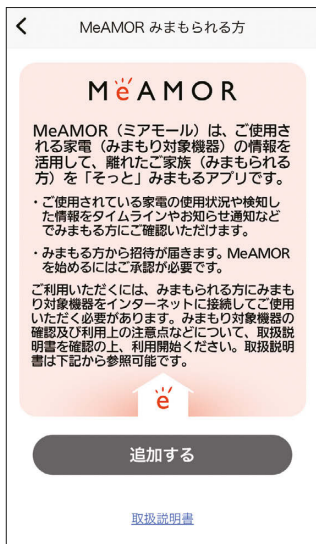 MeAMOR みまもられる方
MeAMOR
MeAMOR（ミアモール）は、ご使用さ
れる家電（みまもり対象機器）の情報を
活用して、離れたご家族（みまもられる
方）を「そっと」みまもるアプリです。
・ご使用されている家電の使用状況や検知し
た情報をタイムラインやお知らせ通知など
でみまもる方にご確認いただけます。
・みまもる方から招待が届きます。MeAMOR
を始めるにはご承認が必要です。
ご利用いただくには、みまもられる方にみまも
り対象機器をインターネットに接続してご使用
いただく必要があります。みまもり対象機器の
確認及び利用上の注意点などについて、取扱説
明書を確認の上、利用開始ください。取扱説明
書は下記から参照可能です。
e
追加する
取扱説明書